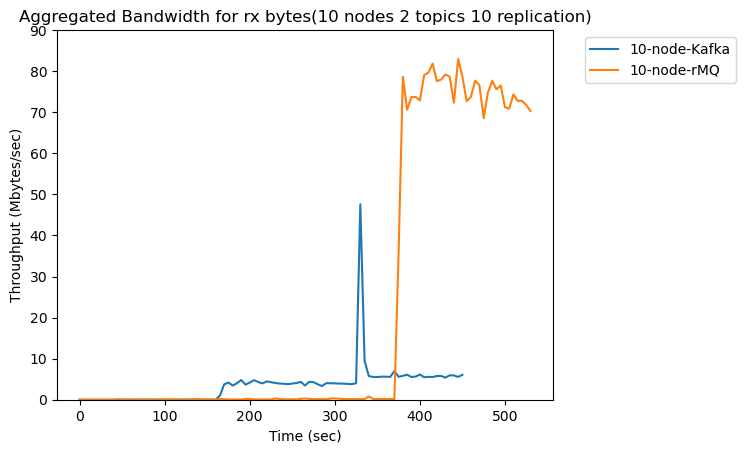 Aggregated Bandwidth for rx bytes(10 nodes 2 topics 10 replication)
10-node-Kafka
10-node-rMQ
Throughput (Mbytes/sec)
90
80
70
60
50
40
30
20
10
0
0 100 200 300 400 500
Time (sec)